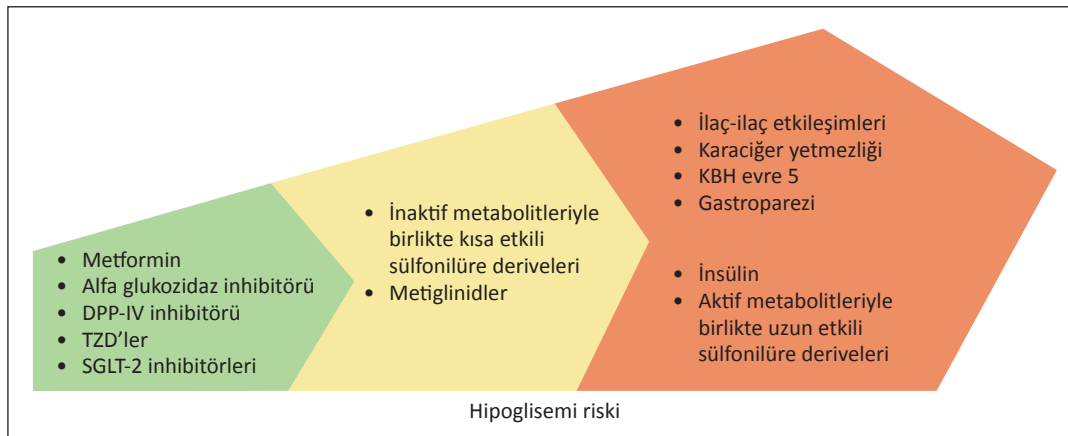 • Metformin
• Alfa glukozidaz inhibitörü
• DPP-IV inhibitörü
• TZD’ler
• SGLT-2 inhibitörleri
• İnaktif metabolitleriyle
birlikte kısa etkili
sülfonilüre deriveleri
• Metiglinidler
• İlaç-ilaç etkileşimleri
• Karaciğer yetmezliği
• KBH evre 5
• Gastroparezi
• İnsülin
• Aktif metabolitleriyle
birlikte uzun etkili
sülfonilüre deriveleri
Hipoglisemi riski